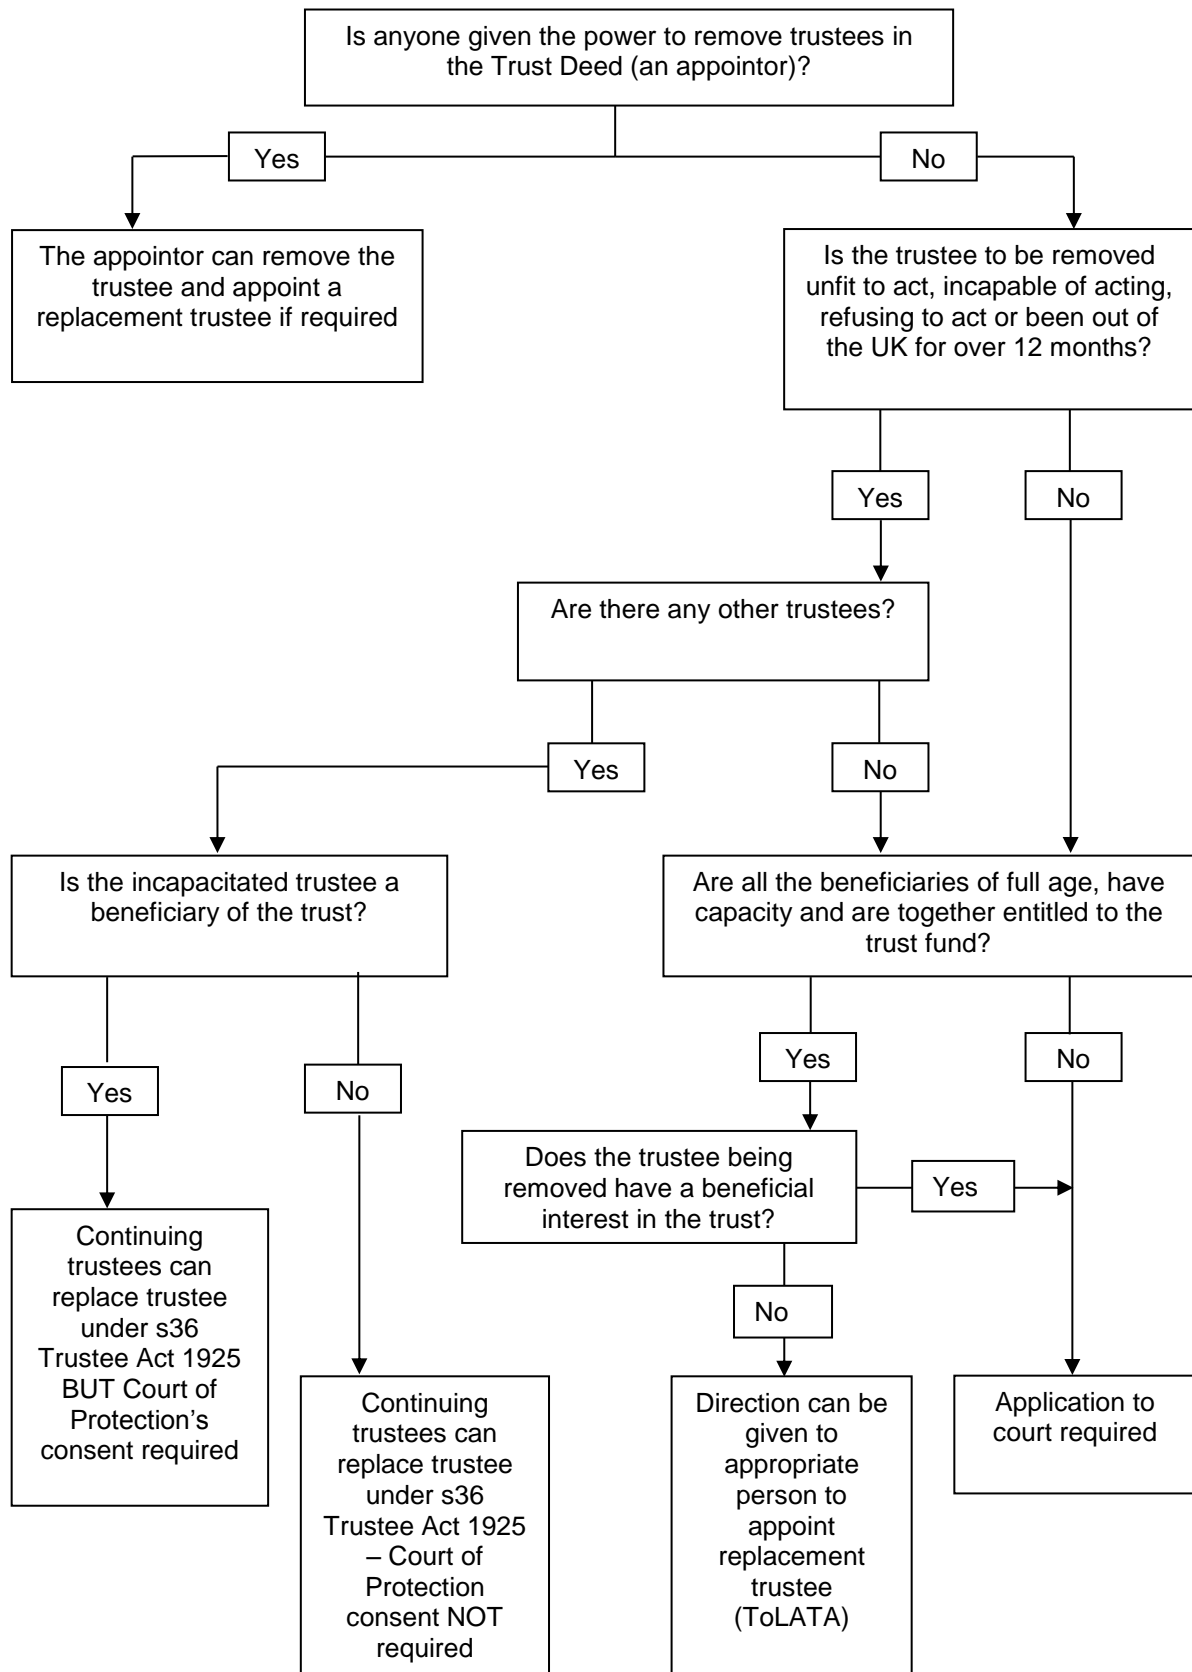 Is anyone given the power to remove trustees in
the Trust Deed (an appointor)?
Yes
No
The appointor can remove the
trustee and appoint a
replacement trustee if required
Is the trustee to be removed
unfit to act, incapable of acting,
refusing to act or been out of
the UK for over 12 months?
Yes
No
Are there any other trustees?
Yes
No
Is the incapacitated trustee a
beneficiary of the trust?
Are all the beneficiaries of full age, have
capacity and are together entitled to the
trust fund?
Yes
No
Yes
No
Does the trustee being
removed have a beneficial
interest in the trust?
Yes
No
Continuing
trustees can
replace trustee
under s36
Trustee Act 1925
BUT Court of
Protection’s
consent required
Continuing
trustees can
replace trustee
under s36
Trustee Act 1925
– Court of
Protection
consent NOT
required
Direction can be
given to
appropriate
person to
appoint
replacement
trustee
(ToLATA)
Application to
court required